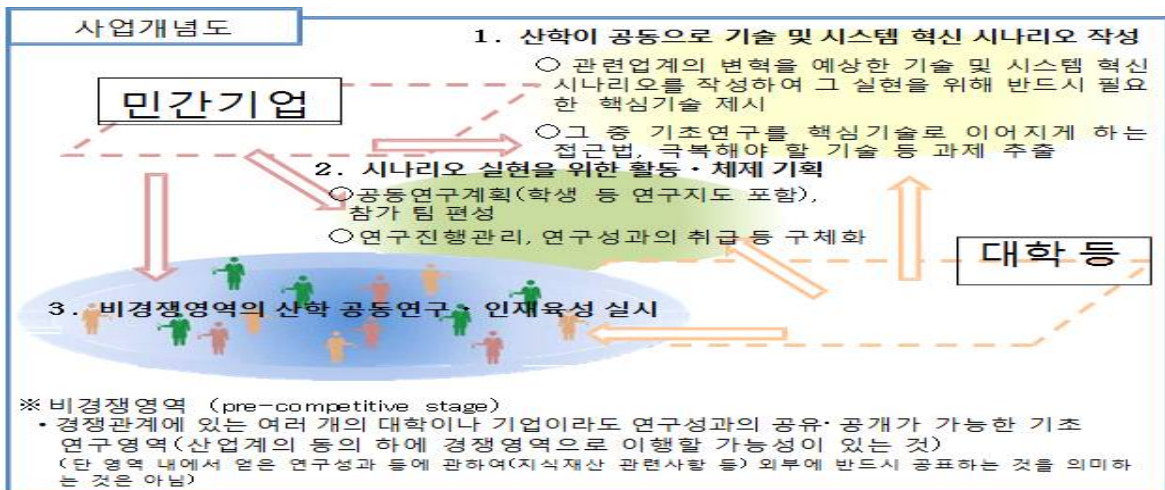 사업개념도
1. 산학이 공동으로 기술 및 시스템 혁신 시나리오 작성
○ 관련업계의 변혁을 예상한 기술 및 시스템 혁신
시나리오를 작성하여 그 실현을 위해 반드시 필요
한 핵심기술 제시
○그 중 기초연구를 핵심기술로 이어지게 하는
접근법, 극복해야 할 기술 등 과제 추출
민간기업
2. 시나리오 실현을 위한 활동·체제 기획
○공동연구계획(학생 등 연구지도 포함),
참가 팀 편성
○연구진행관리, 연구성과의 취급 등 구체화
대학 등
3. 비경쟁영역의 산학 공동연구· 인재육성 실시
※ 비경쟁영역 (pre-competitive stage)
·경쟁관계에 있는 여러 개의 대학이나 기업이라도 연구성과의 공유·공개가 가능한 기초
연구영역(산업계의 동의 하에 경쟁영역으로 이행할 가능성이 있는 것)
(단 영역 내에서 얻은 연구성과 등에 관하여(지식재산 관련사항 등) 외부에 반드시 공표하는 것을 의미하
는 것은 아님)